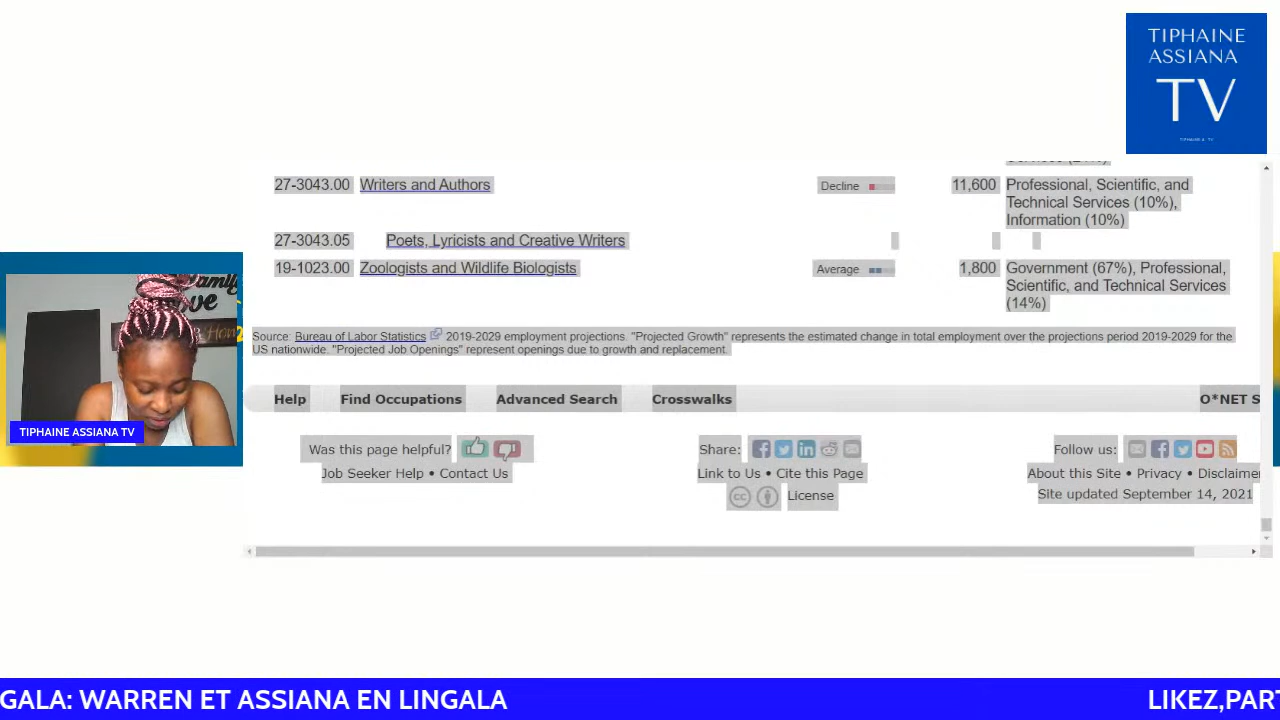 TIPHAINE
ASSIANA
TV
27-3043.00 Writers and Authors Decline 11,600 Professional, Scientific, and
Technical Services (10%),
Information (10%)
27-3043.05 Poets, Lyricists and Creative Writers
19-1023.00 Zoologists and Wildlife Biologists Average 1,800 Government (67%), Professional,
Scientific, and Technical Services
(14%)
Source: Bureau of Labor Statistics 2019-2029 employment projections. "Projected Growth" represents the estimated change in total employment over the projections period 2019-2029 for the
US nationwide. "Projected Job Openings" represent openings due to growth and replacement.
Help Find Occupations Advanced Search Crosswalks O*NET S
Was this page helpful? Share: Follow us:
Job Seeker Help • Contact Us Link to Us • Cite this Page About this Site • Privacy • Disclaimer
License Site updated September 14, 2021
TIPHAINE ASSIANA TV
GALA: WARREN ET ASSIANA EN LINGALA LIKEZ,PAR